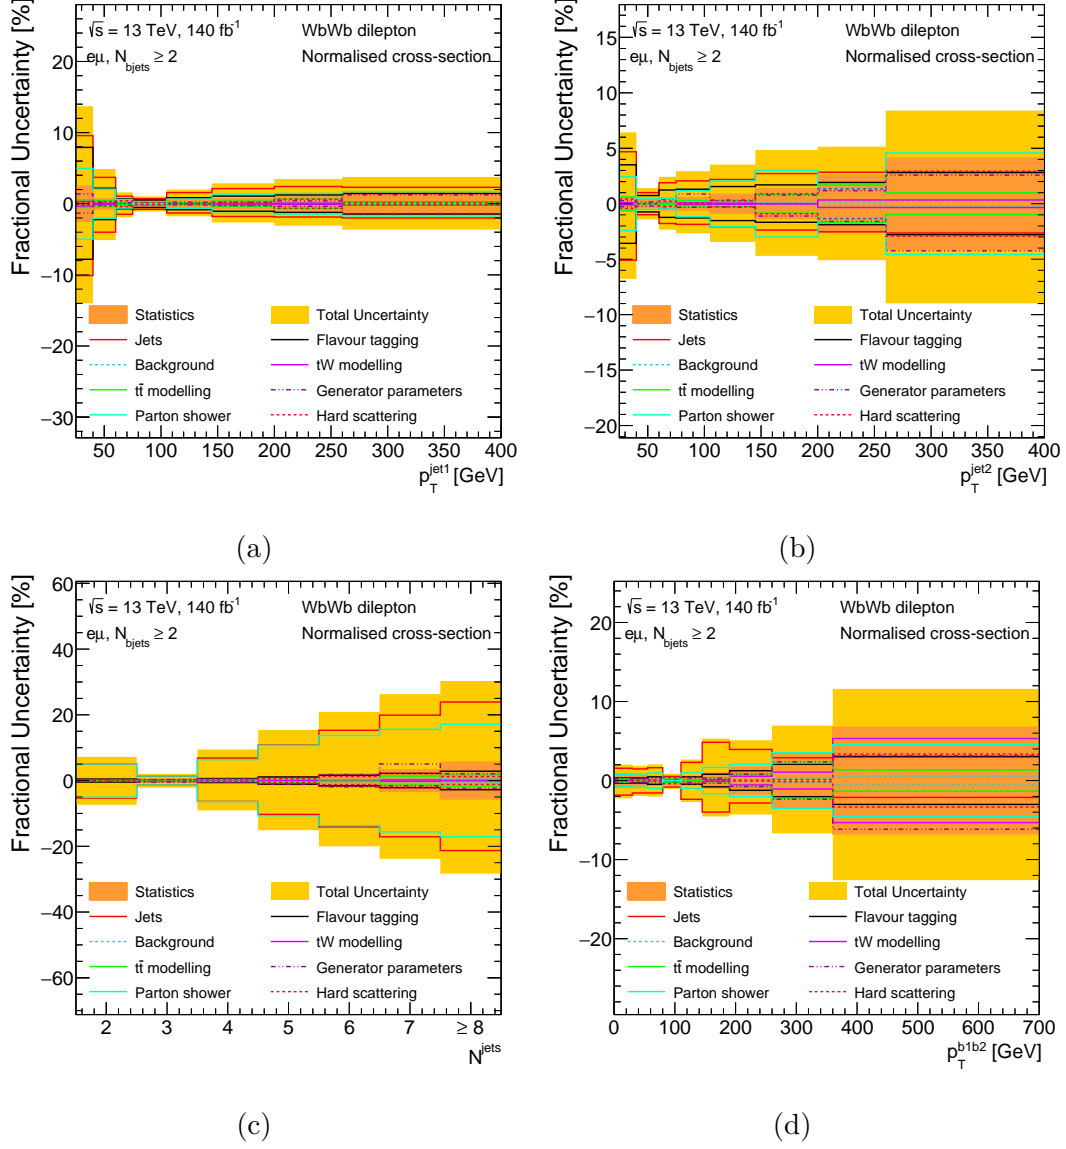 Fractional Uncertainty [%]
√s = 13 TeV, 140 fb⁻¹ WbWb dilepton
eμ, N_bjets ≥ 2 Normalised cross-section
20
10
0
−10
−20
−30
Statistics Total Uncertainty
Jets Flavour tagging
Background tW modelling
tt̄ modelling Generator parameters
Parton shower Hard scattering
50 100 150 200 250 300 350 400
p_T^jet1 [GeV]
(a)
Fractional Uncertainty [%]
√s = 13 TeV, 140 fb⁻¹ WbWb dilepton
eμ, N_bjets ≥ 2 Normalised cross-section
15
10
5
0
−5
−10
−15
−20
Statistics Total Uncertainty
Jets Flavour tagging
Background tW modelling
tt̄ modelling Generator parameters
Parton shower Hard scattering
50 100 150 200 250 300 350 400
p_T^jet2 [GeV]
(b)
Fractional Uncertainty [%]
√s = 13 TeV, 140 fb⁻¹ WbWb dilepton
eμ, N_bjets ≥ 2 Normalised cross-section
60
40
20
0
−20
−40
−60
Statistics Total Uncertainty
Jets Flavour tagging
Background tW modelling
tt̄ modelling Generator parameters
Parton shower Hard scattering
2 3 4 5 6 7 ≥ 8
N^jets
(c)
Fractional Uncertainty [%]
√s = 13 TeV, 140 fb⁻¹ WbWb dilepton
eμ, N_bjets ≥ 2 Normalised cross-section
20
10
0
−10
−20
Statistics Total Uncertainty
Jets Flavour tagging
Background tW modelling
tt̄ modelling Generator parameters
Parton shower Hard scattering
0 100 200 300 400 500 600 700
p_T^b1b2 [GeV]
(d)